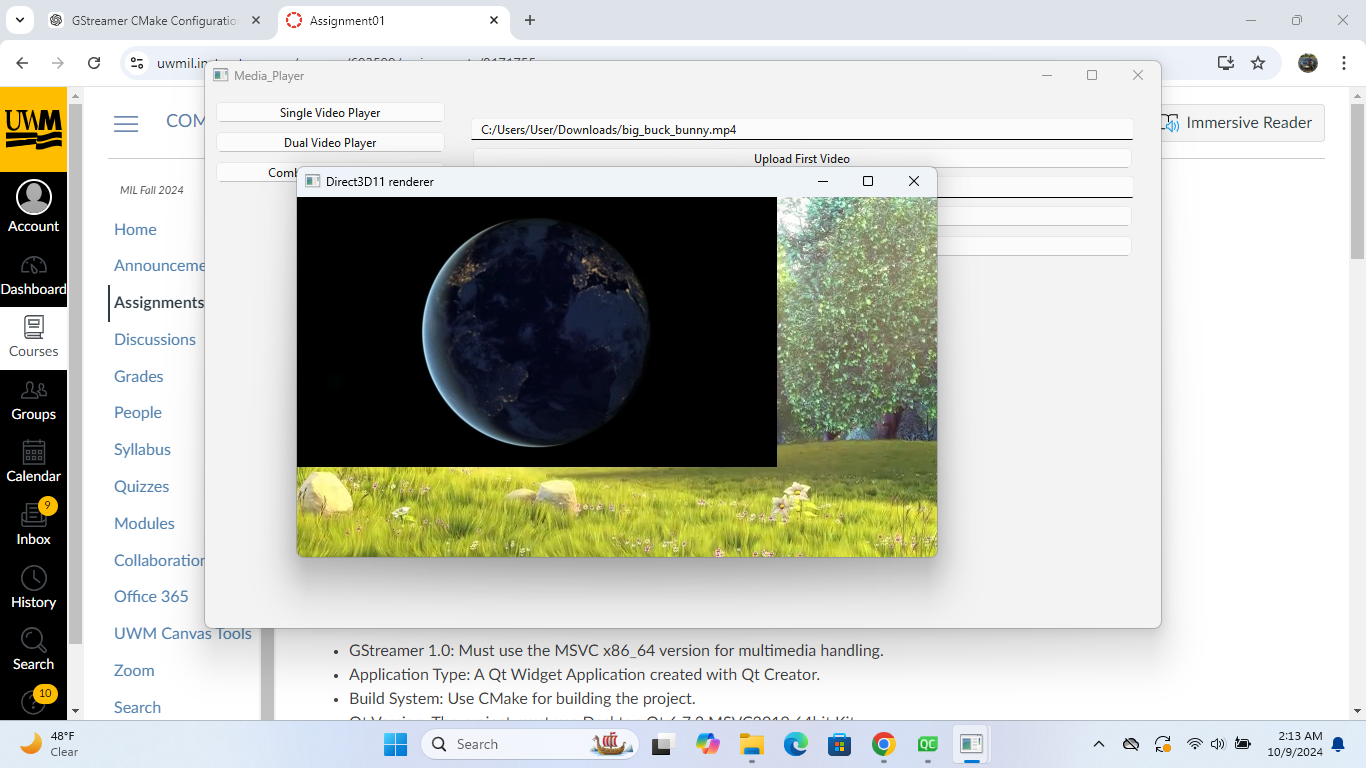 GStreamer CMake Configuratio
Assignment01
Media_Player
Single Video Player
Dual Video Player
C:/Users/User/Downloads/big_buck_bunny.mp4
Upload First Video
Direct3D11 renderer
Immersive Reader
UWM
Account
Dashboard
Courses
Groups
Calendar
9
Inbox
History
Search
10
COM
MIL Fall 2024
Home
Announceme
Assignments
Discussions
Grades
People
Syllabus
Quizzes
Modules
Collaboration
Office 365
UWM Canvas Tools
Zoom
Search
GStreamer 1.0: Must use the MSVC x86_64 version for multimedia handling.
Application Type: A Qt Widget Application created with Qt Creator.
Build System: Use CMake for building the project.
48°F
Clear
Search
QC
2:13 AM
10/9/2024